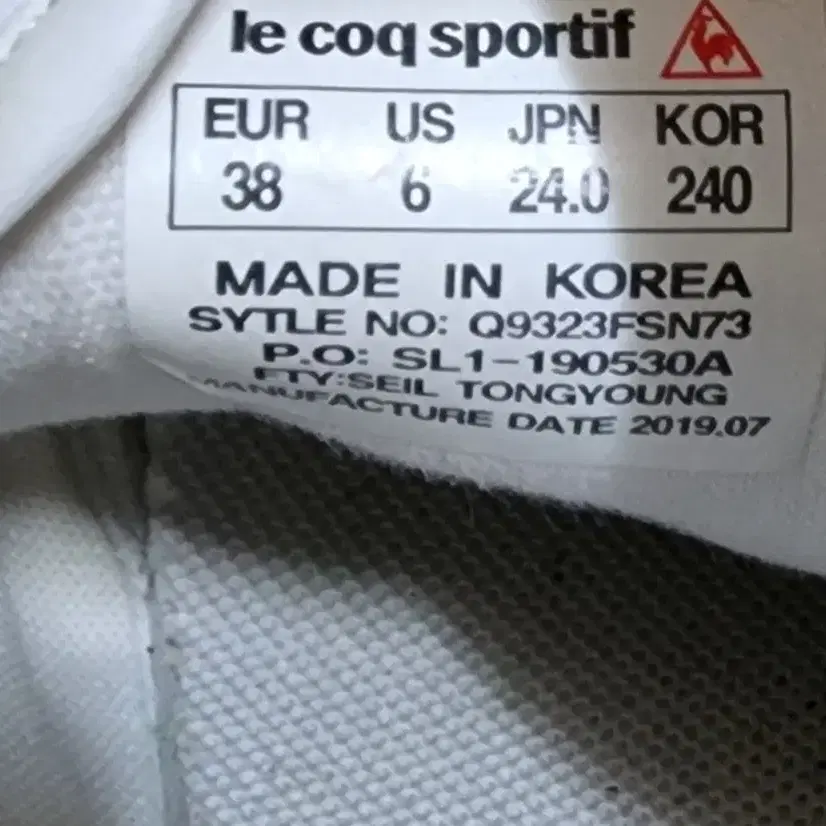 le coq sportif
EUR US JPN KOR
38 6 24.0 240
MADE IN KOREA
SYTLE NO: Q9323FSN73
P.O: SL1-190530A
FTY:SEIL TONGYOUNG
MANUFACTURE DATE 2019.07